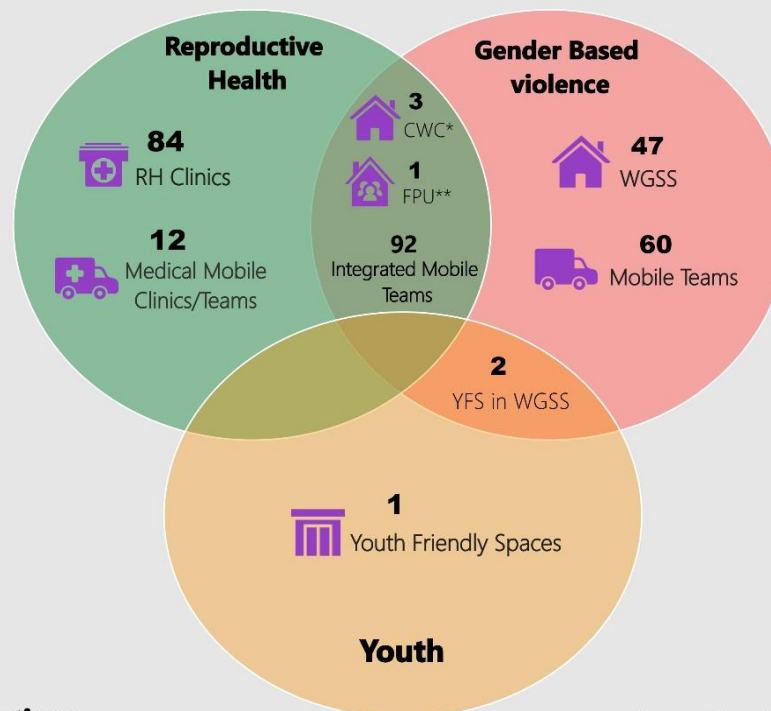 Reproductive
Health
84
RH Clinics
12
Medical Mobile
Clinics/Teams
3
CWC*
1
FPU**
92
Integrated Mobile
Teams
Gender Based
violence
47
WGSS
60
Mobile Teams
2
YFS in WGSS
1
Youth Friendly Spaces
Youth